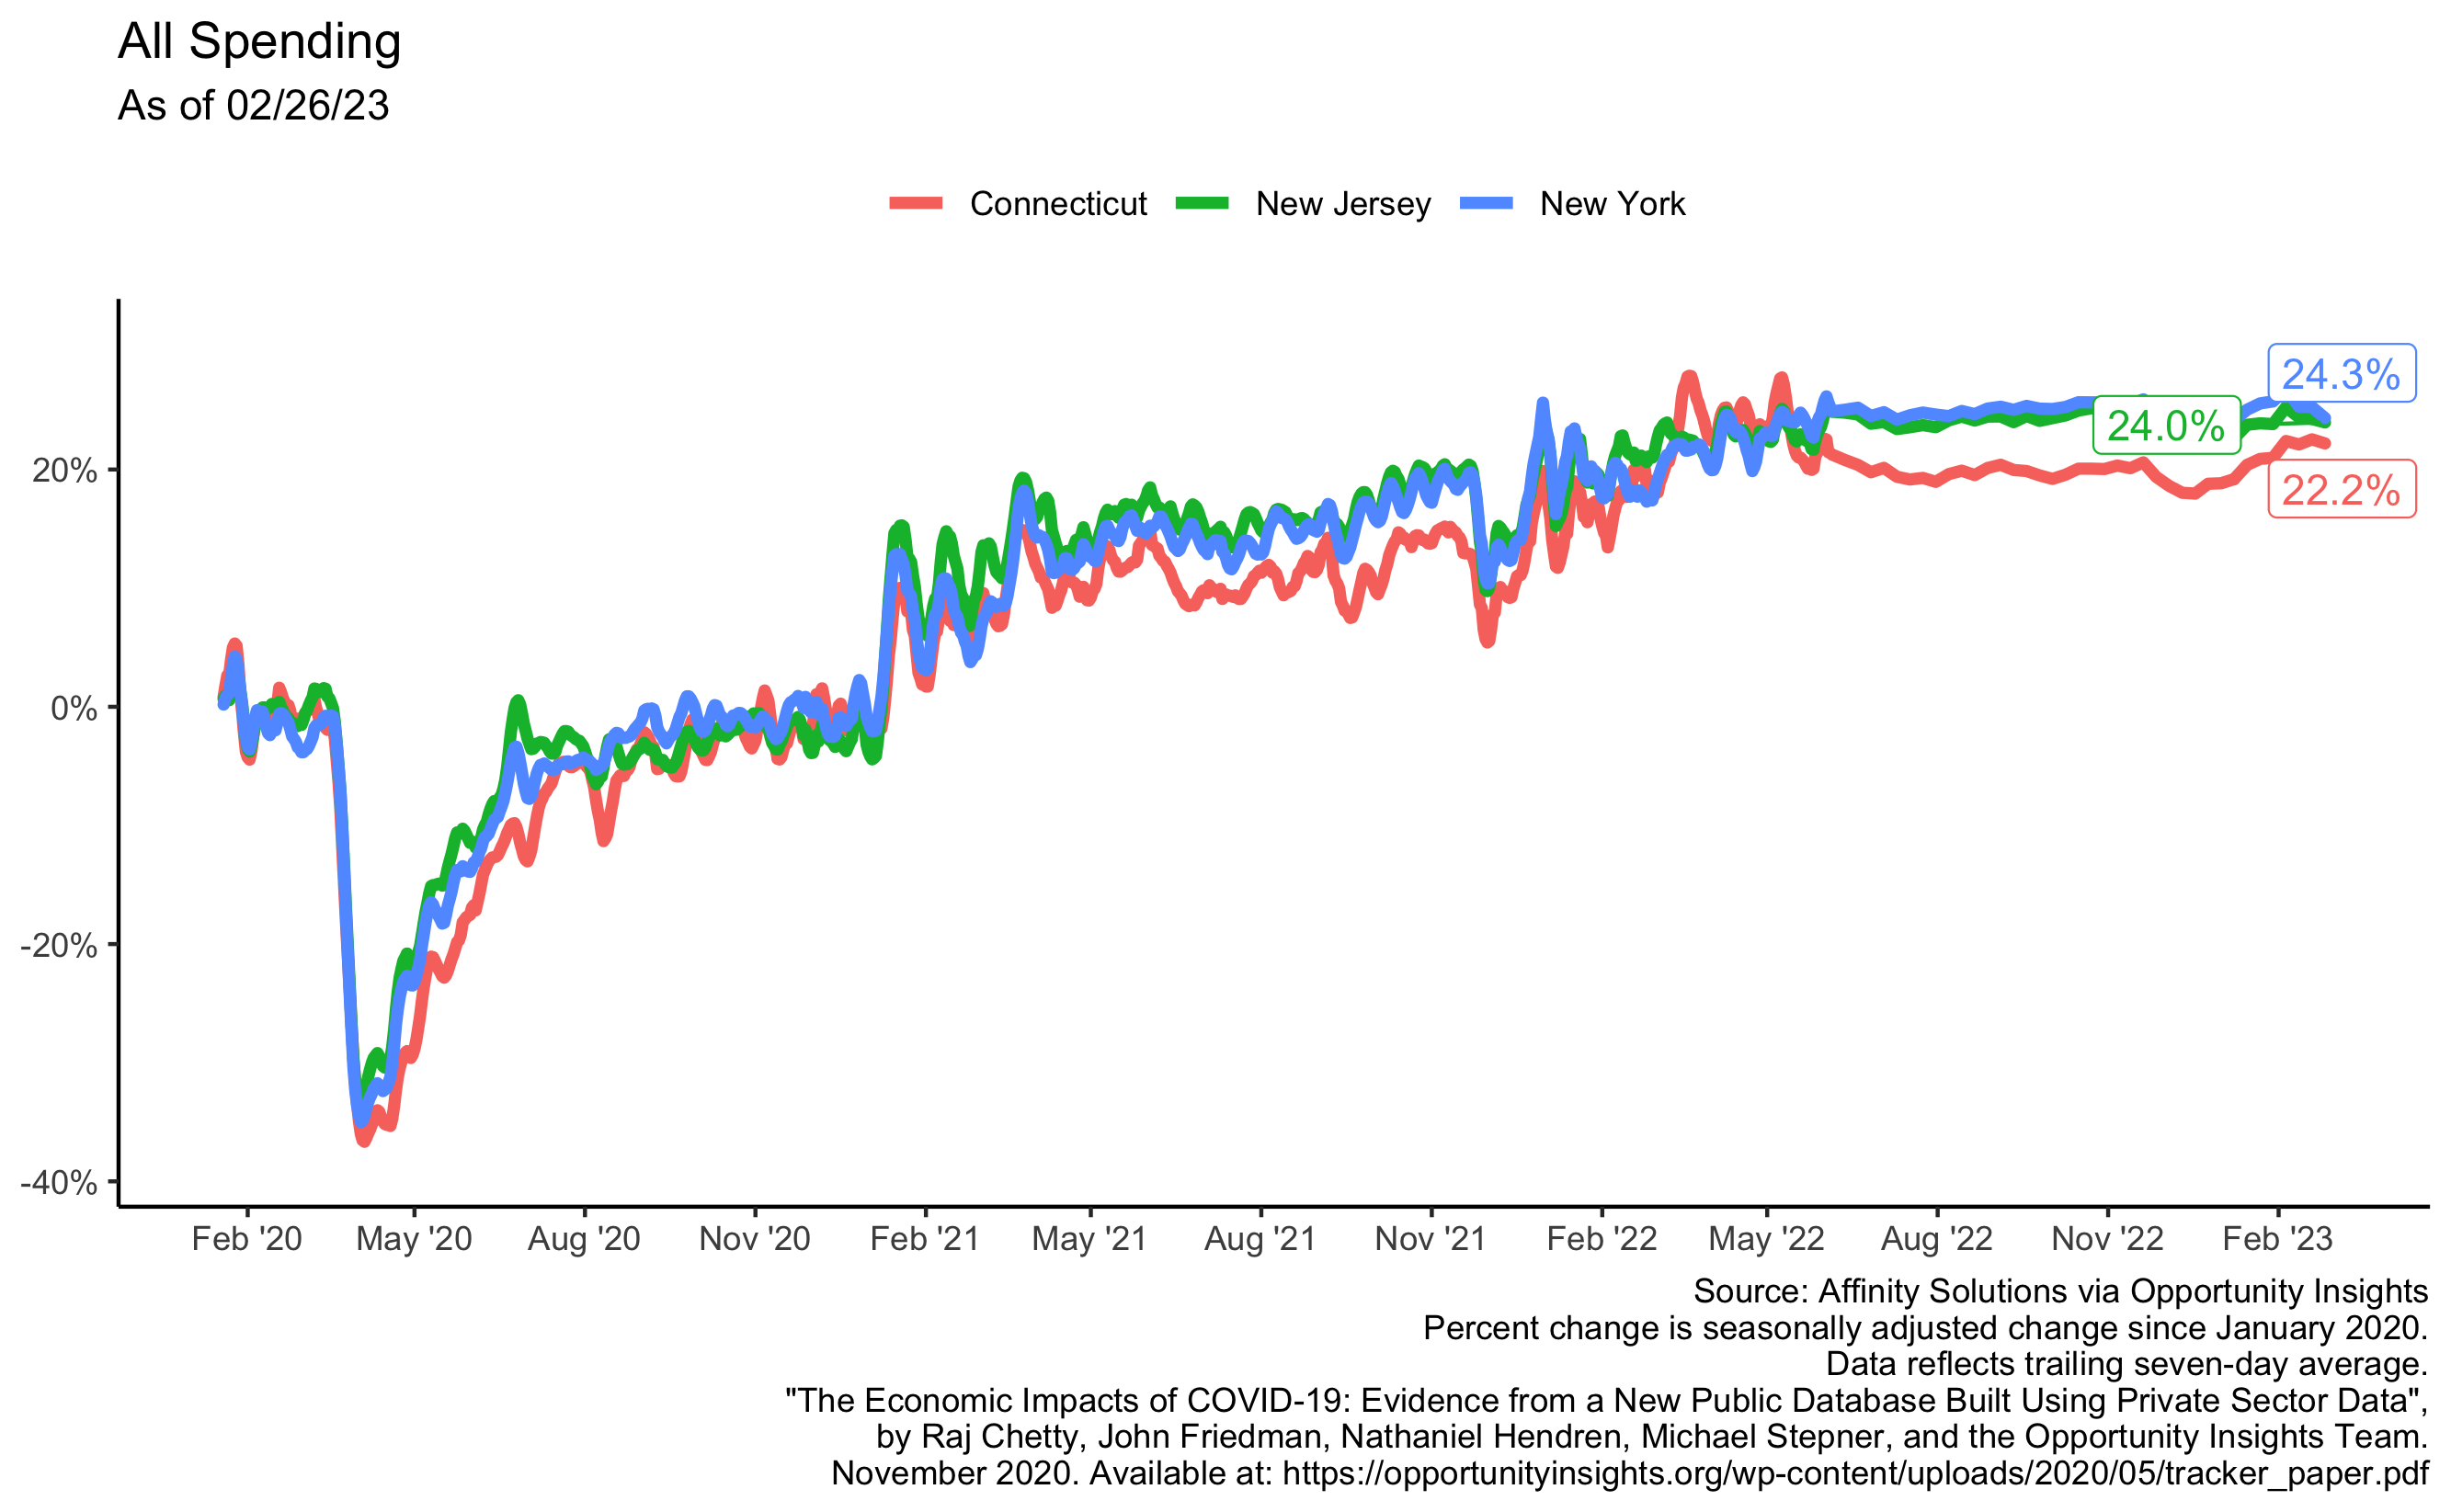 All Spending
As of 02/26/23
Connecticut New Jersey New York
24.3%
24.0%
22.2%
20%
0%
-20%
-40%
Feb '20 May '20 Aug '20 Nov '20 Feb '21 May '21 Aug '21 Nov '21 Feb '22 May '22 Aug '22 Nov '22 Feb '23
Source: Affinity Solutions via Opportunity Insights
Percent change is seasonally adjusted change since January 2020.
Data reflects trailing seven-day average.
"The Economic Impacts of COVID-19: Evidence from a New Public Database Built Using Private Sector Data",
by Raj Chetty, John Friedman, Nathaniel Hendren, Michael Stepner, and the Opportunity Insights Team.
November 2020. Available at: https://opportunityinsights.org/wp-content/uploads/2020/05/tracker_paper.pdf